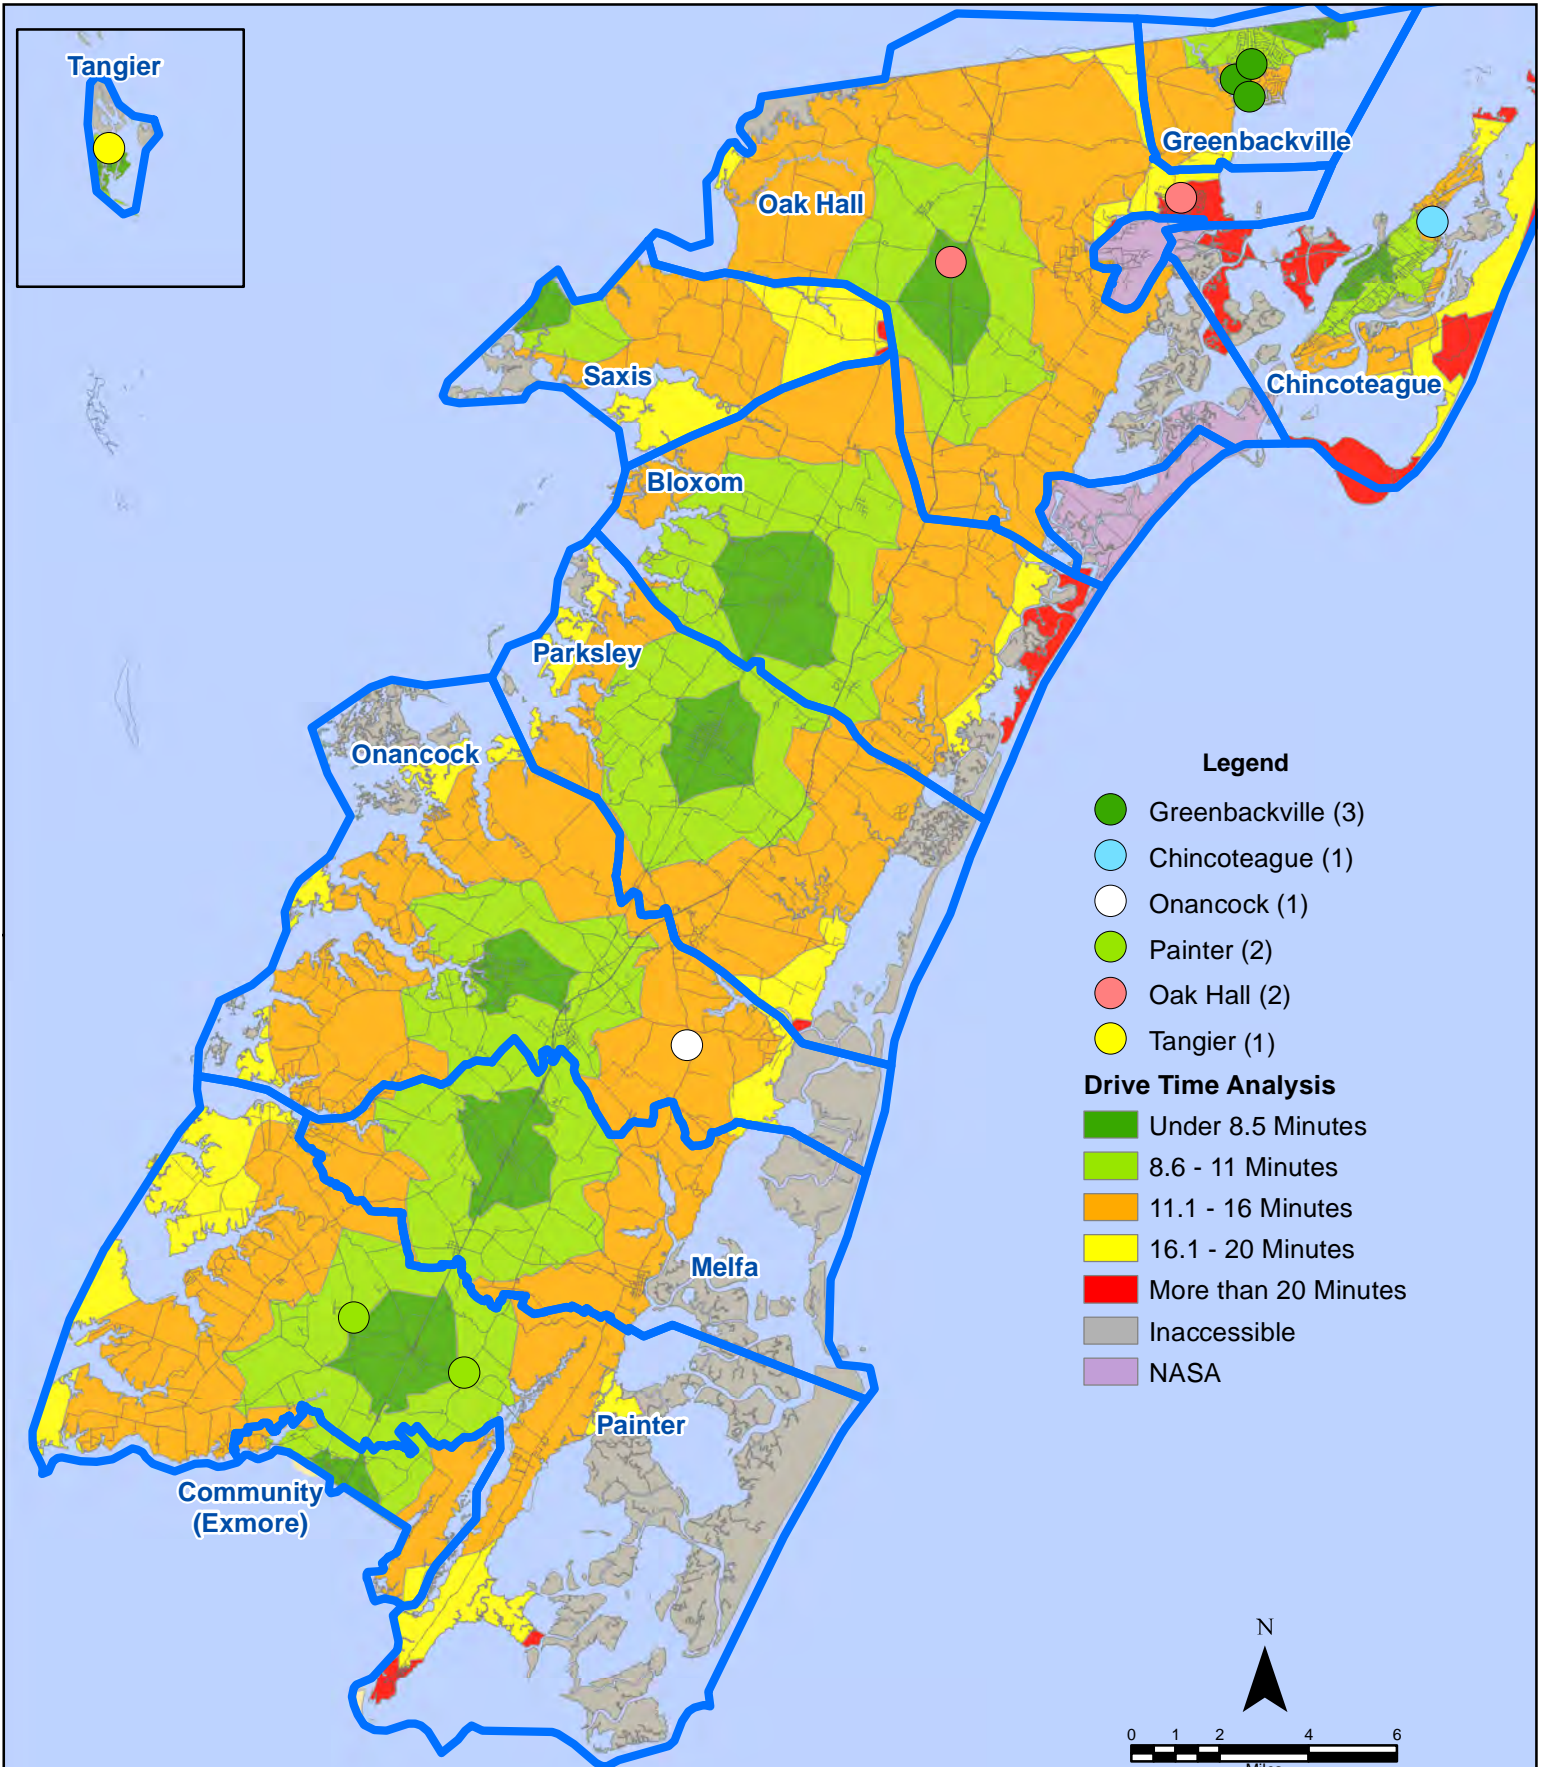 Tangier
Greenbackville
Oak Hall
Chincoteague
Saxis
Bloxom
Parksley
Onancock
Melfa
Painter
Community
(Exmore)
Legend
Greenbackville (3)
Chincoteague (1)
Onancock (1)
Painter (2)
Oak Hall (2)
Tangier (1)
Drive Time Analysis
Under 8.5 Minutes
8.6 - 11 Minutes
11.1 - 16 Minutes
16.1 - 20 Minutes
More than 20 Minutes
Inaccessible
NASA
N
0 1 2 4 6
Miles